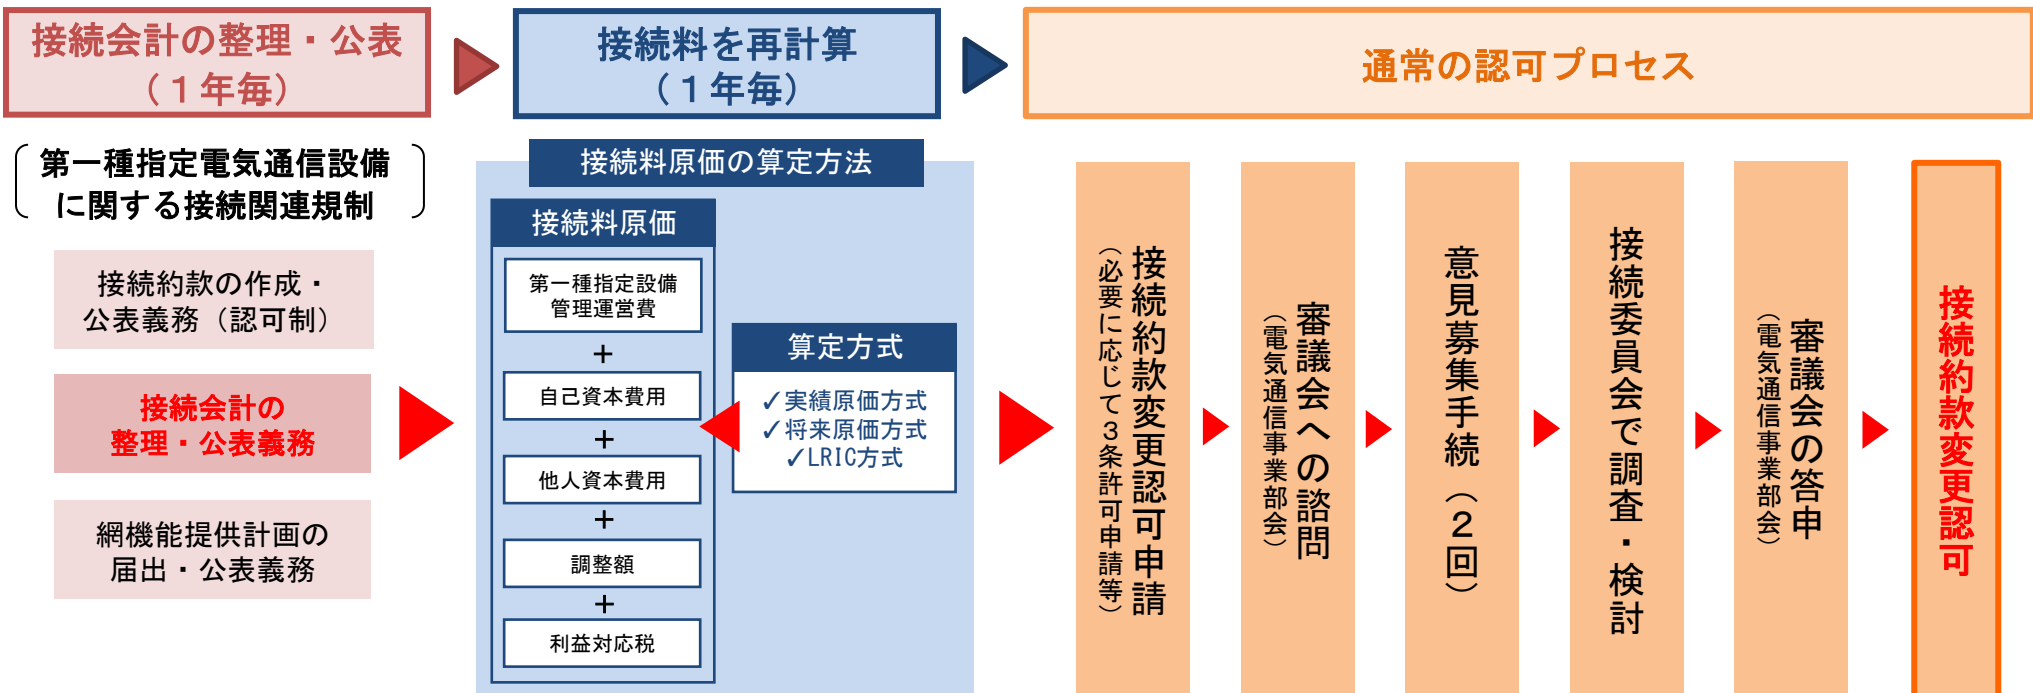 接続会計の整理・公表
（１年毎）
接続料を再計算
（１年毎）
通常の認可プロセス
第一種指定電気通信設備
に関する接続関連規制
接続約款の作成・
公表義務（認可制）
接続会計の
整理・公表義務
網機能提供計画の
届出・公表義務
接続料原価の算定方法
接続料原価
第一種指定設備
管理運営費
+
自己資本費用
+
他人資本費用
+
調整額
+
利益対応税
算定方式
✓実績原価方式
✓将来原価方式
✓LRIC方式
接続約款変更認可申請
（必要に応じて３条許可申請等）
審議会への諮問
（電気通信事業部会）
意見募集手続（２回）
接続委員会で調査・検討
審議会の答申
（電気通信事業部会）
接続約款変更認可